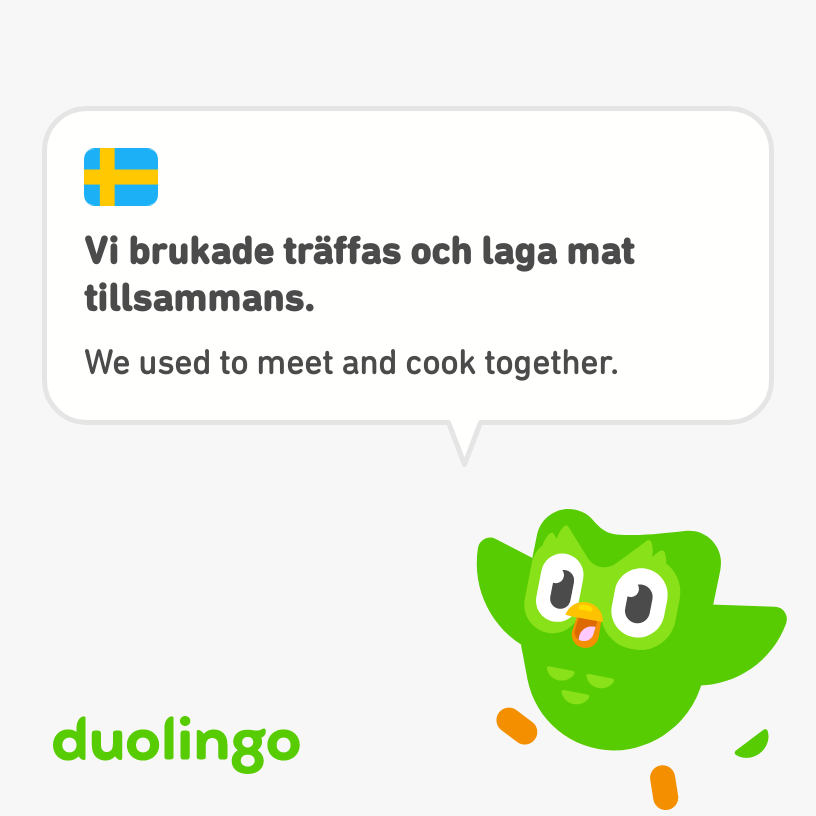 Vi brukade träffas och laga mat
tillsammans.
We used to meet and cook together.
duolingo